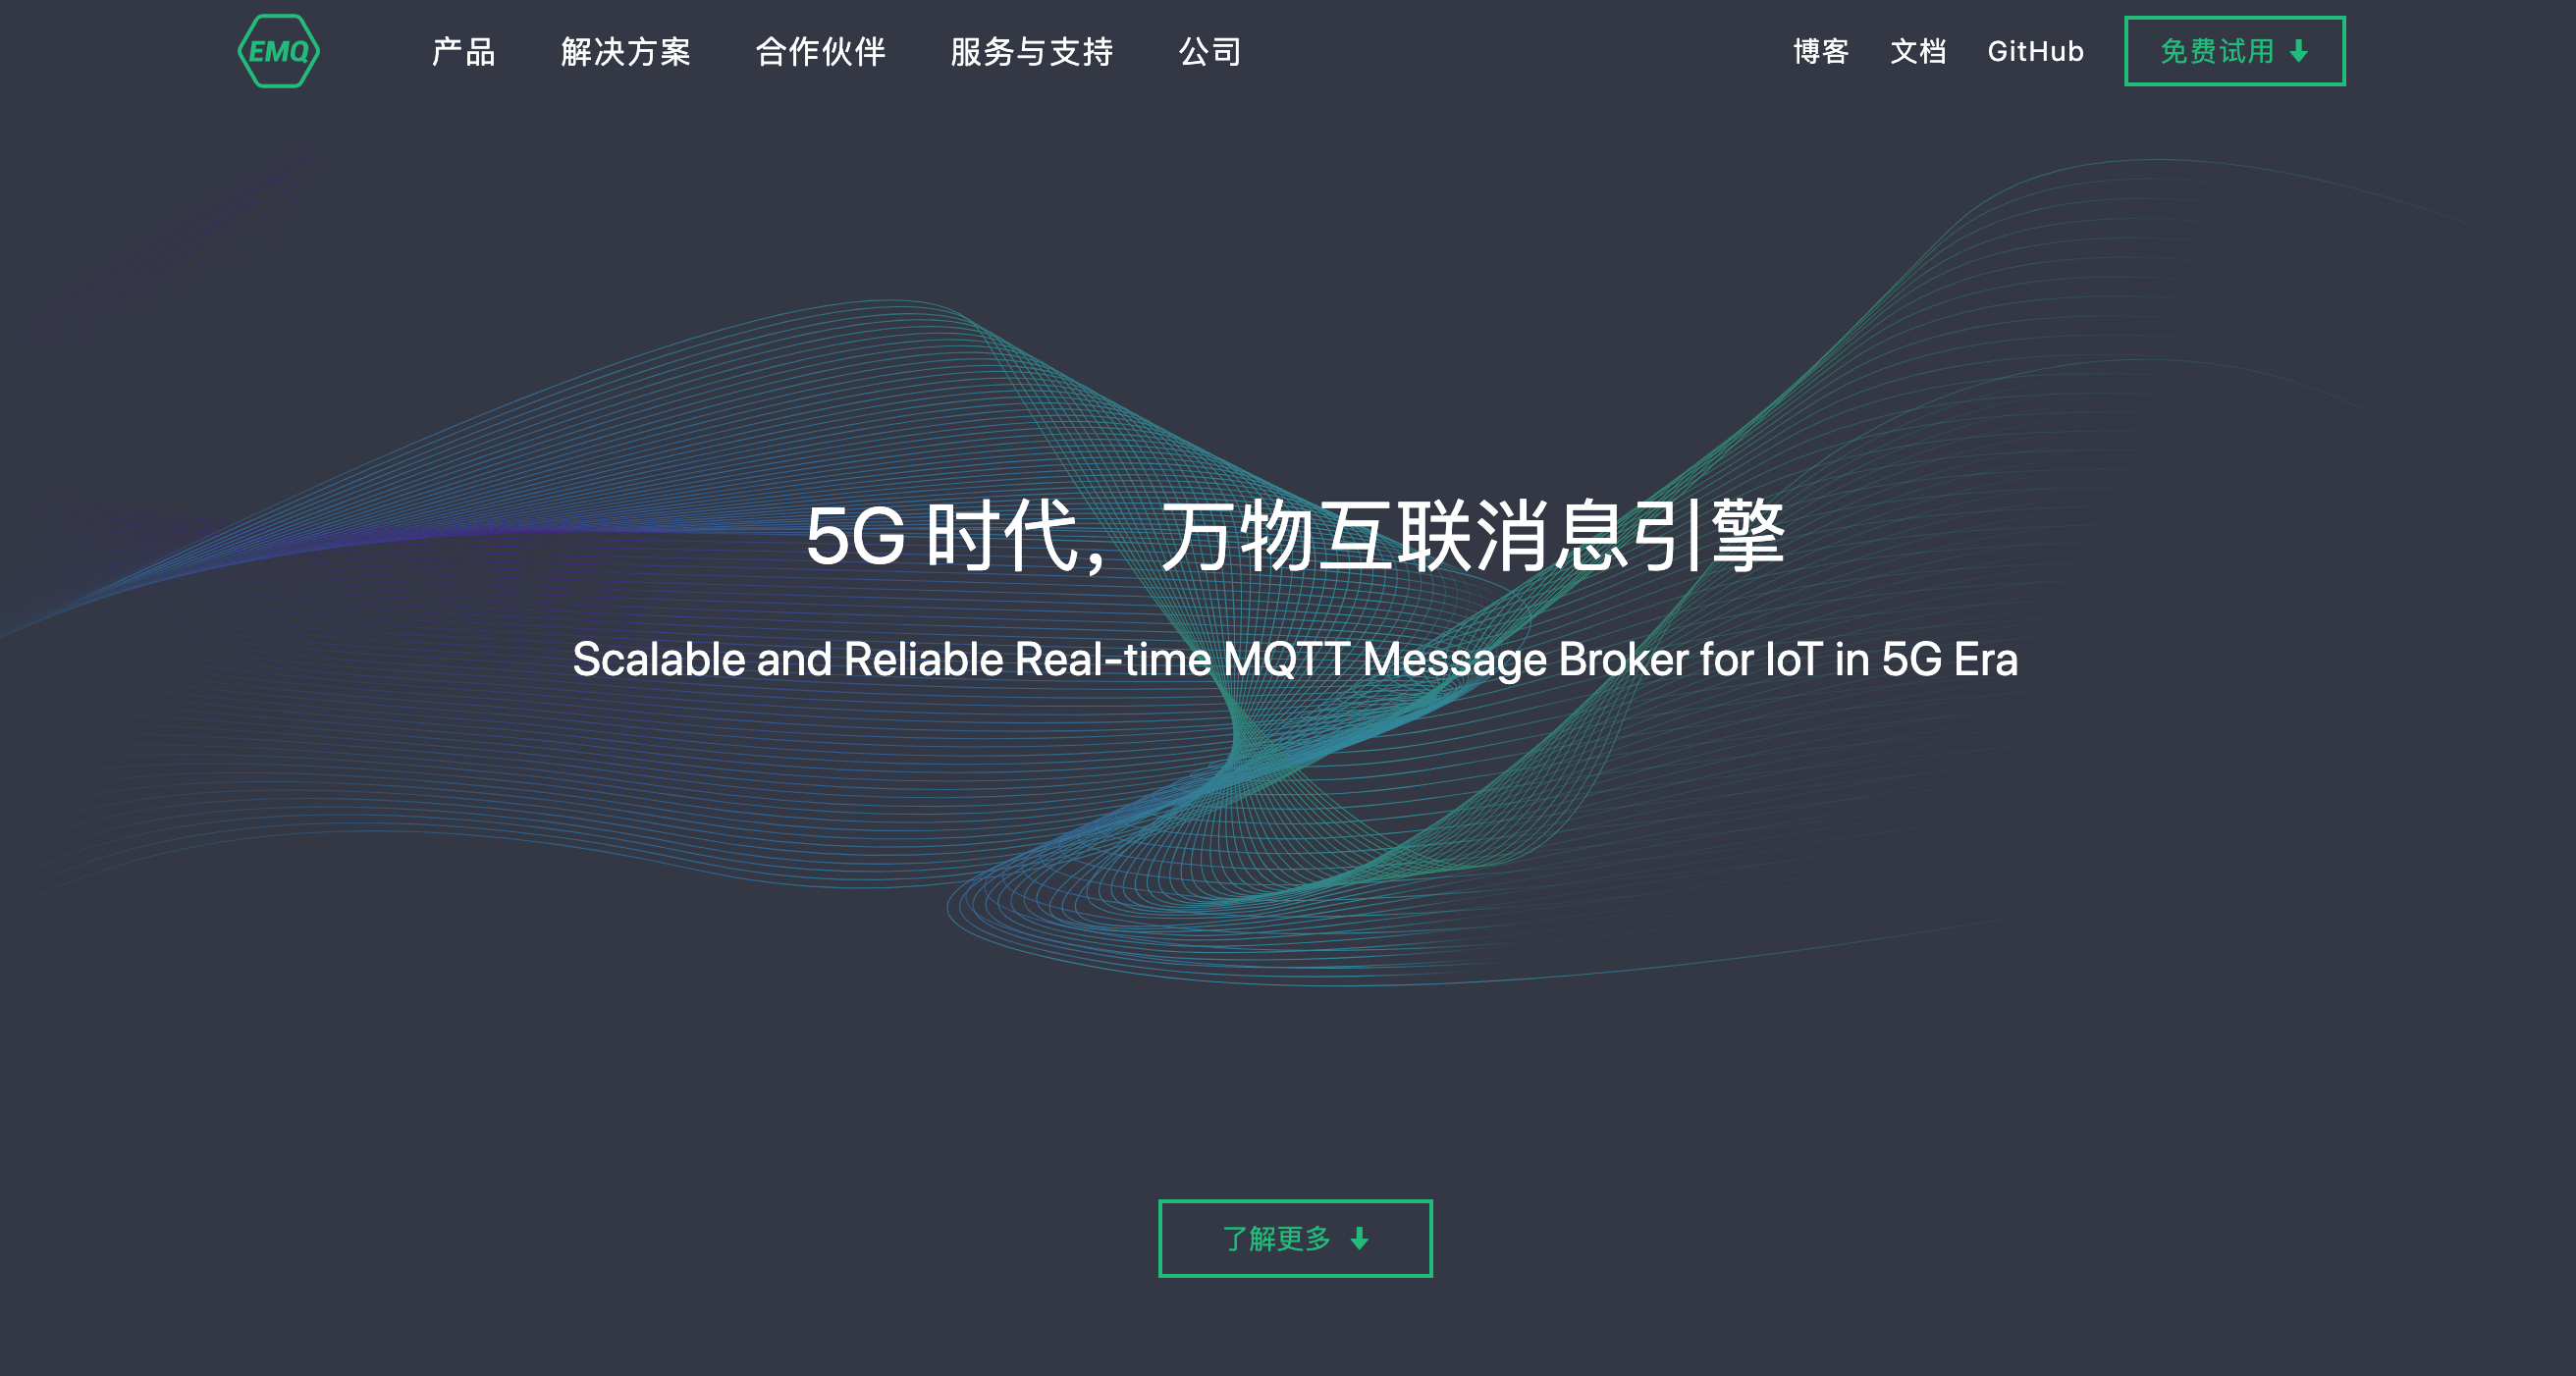 EMQ
产品 解决方案 合作伙伴 服务与支持 公司 博客 文档 GitHub 免费试用
5G 时代，万物互联消息引擎
Scalable and Reliable Real-time MQTT Message Broker for IoT in 5G Era
了解更多